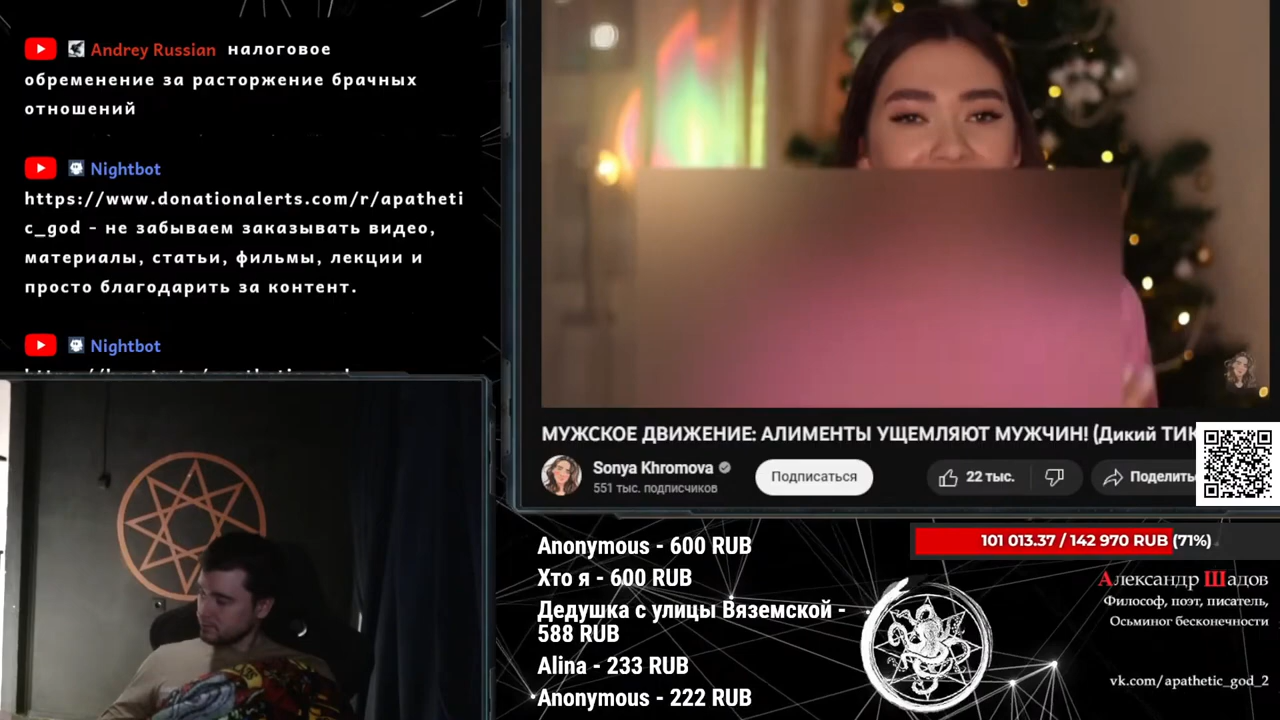 Andrey Russian налоговое
обременение за расторжение брачных
отношений
Nightbot
https://www.donationalerts.com/r/apatheti
c_god - не забываем заказывать видео,
материалы, статьи, фильмы, лекции и
просто благодарить за контент.
Nightbot
МУЖСКОЕ ДВИЖЕНИЕ: АЛИМЕНТЫ УЩЕМЛЯЮТ МУЖЧИН! (Дикий ТИК
Sonya Khromova
551 тыс. подписчиков
Подписаться
22 тыс.
Поделить
Anonymous - 600 RUB
Хто я - 600 RUB
Дедушка с улицы Вяземской -
588 RUB
Alina - 233 RUB
Anonymous - 222 RUB
101 013.37 / 142 970 RUB (71%)
Александр Шадов
Философ, поэт, писатель,
Осьминог бесконечности
vk.com/apathetic_god_2